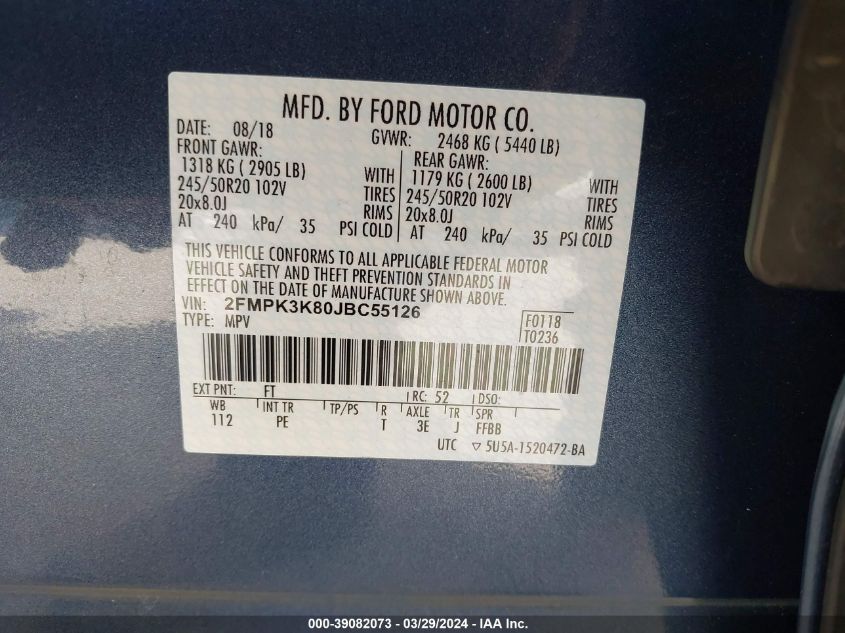 MFD. BY FORD MOTOR CO.
DATE: 08/18 GVWR: 2468 KG ( 5440 LB)
FRONT GAWR: REAR GAWR:
1318 KG ( 2905 LB) WITH 1179 KG ( 2600 LB) WITH
245/50R20 102V TIRES 245/50R20 102V TIRES
20x8.0J RIMS 20x8.0J RIMS
AT 240 kPa/ 35 PSI COLD AT 240 kPa/ 35 PSI COLD
THIS VEHICLE CONFORMS TO ALL APPLICABLE FEDERAL MOTOR
VEHICLE SAFETY AND THEFT PREVENTION STANDARDS IN
EFFECT ON THE DATE OF MANUFACTURE SHOWN ABOVE.
VIN: 2FMPK3K80JBC55126
TYPE: MPV
F0118
T0236
EXT PNT: FT RC: 52 DSO:
WB INT TR TP/PS R AXLE TR SPR
112 PE T 3E J FFBB
UTC ▽ 5U5A-1520472-BA
000-39082073 — 03/29/2024 — IAA Inc.